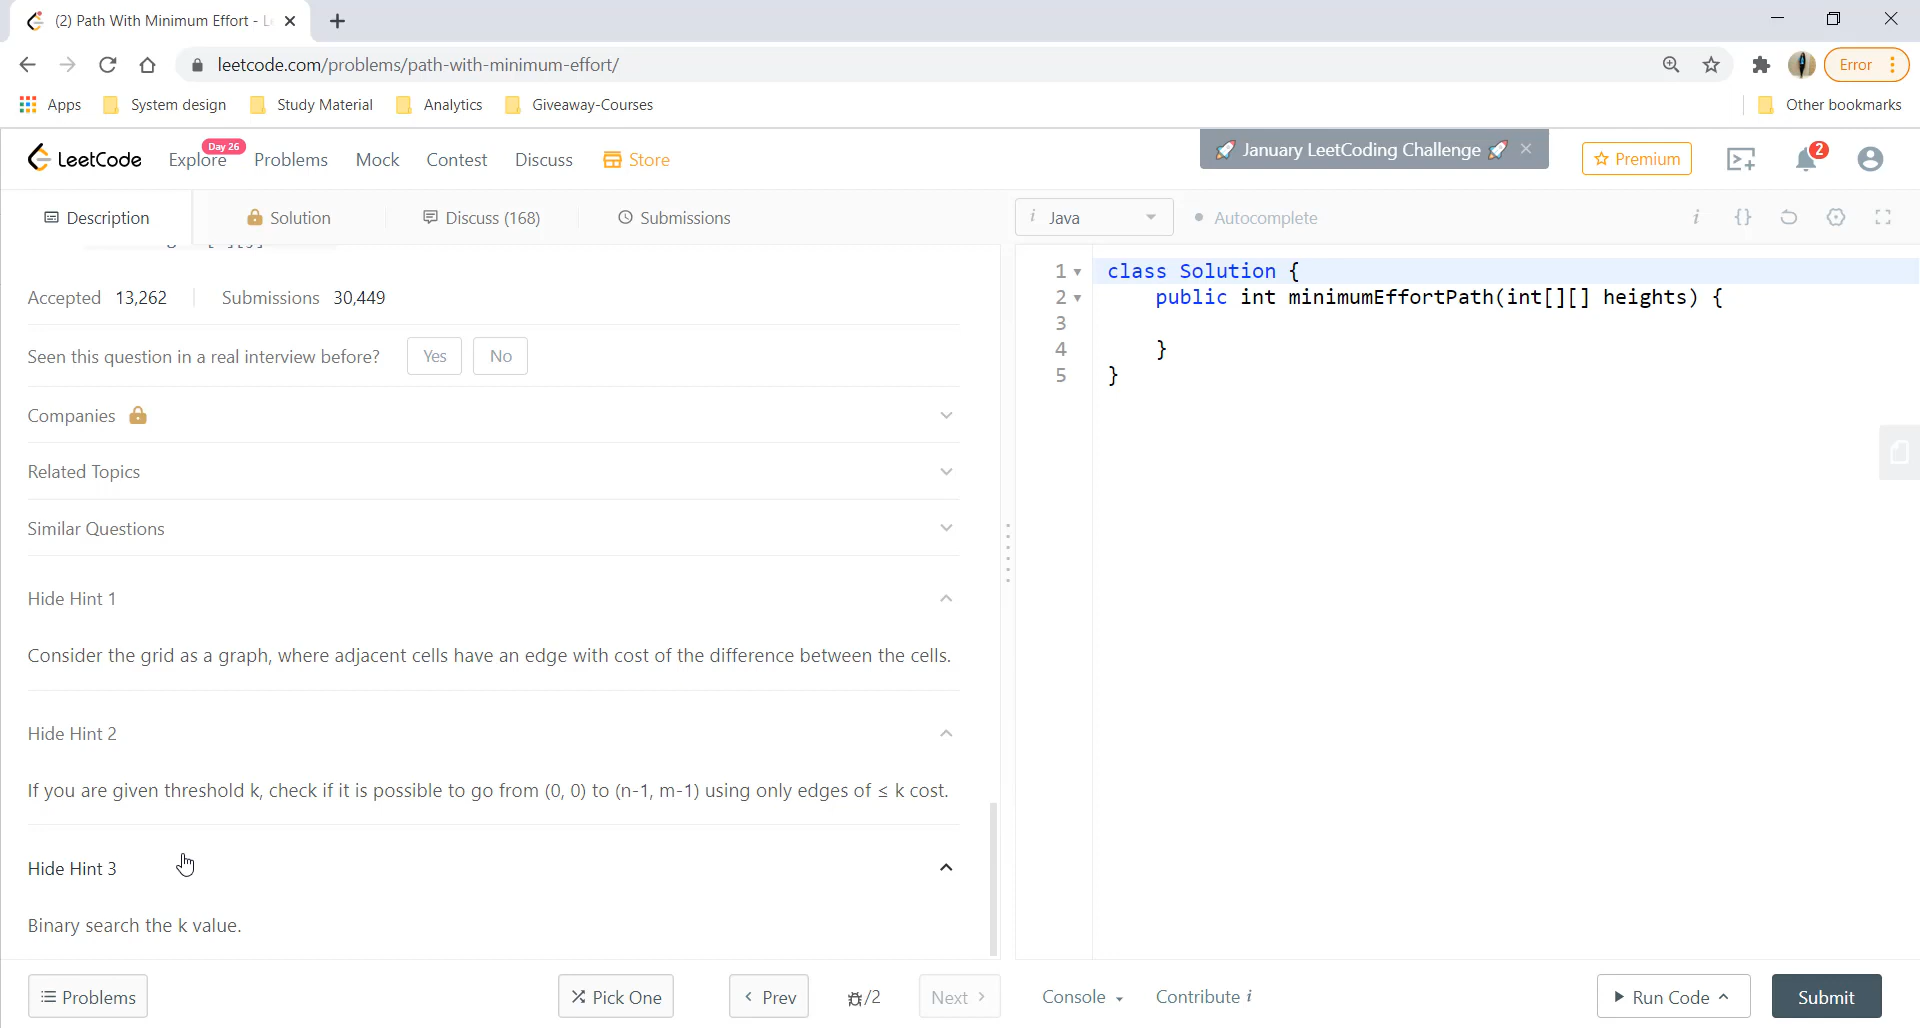 (2) Path With Minimum Effort - L
leetcode.com/problems/path-with-minimum-effort/
Error
Apps
System design
Study Material
Analytics
Giveaway-Courses
Other bookmarks
LeetCode
Explore
Day 26
Problems
Mock
Contest
Discuss
Store
🚀 January LeetCoding Challenge 🚀
Premium
2
Description
Solution
Discuss (168)
Submissions
i Java
Autocomplete
i
{}
Accepted 13,262
Submissions 30,449
Seen this question in a real interview before?
Yes
No
Companies
Related Topics
Similar Questions
Hide Hint 1
Consider the grid as a graph, where adjacent cells have an edge with cost of the difference between the cells.
Hide Hint 2
If you are given threshold k, check if it is possible to go from (0, 0) to (n-1, m-1) using only edges of ≤ k cost.
Hide Hint 3
Binary search the k value.
1 class Solution {
2 public int minimumEffortPath(int[][] heights) {
3
4 }
5 }
Problems
Pick One
Prev
/2
Next
Console
Contribute i
Run Code
Submit